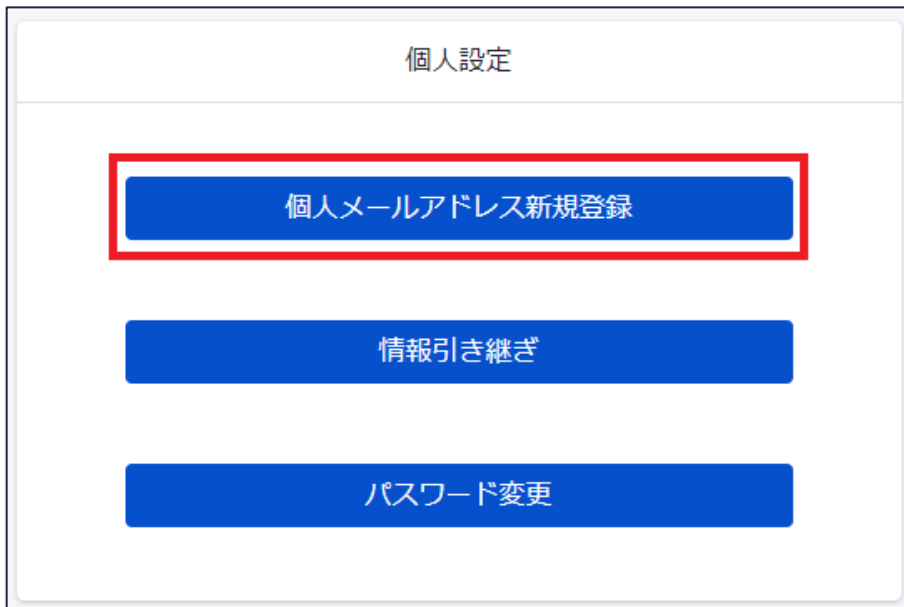 個人設定
個人メールアドレス新規登録
情報引き継ぎ
パスワード変更